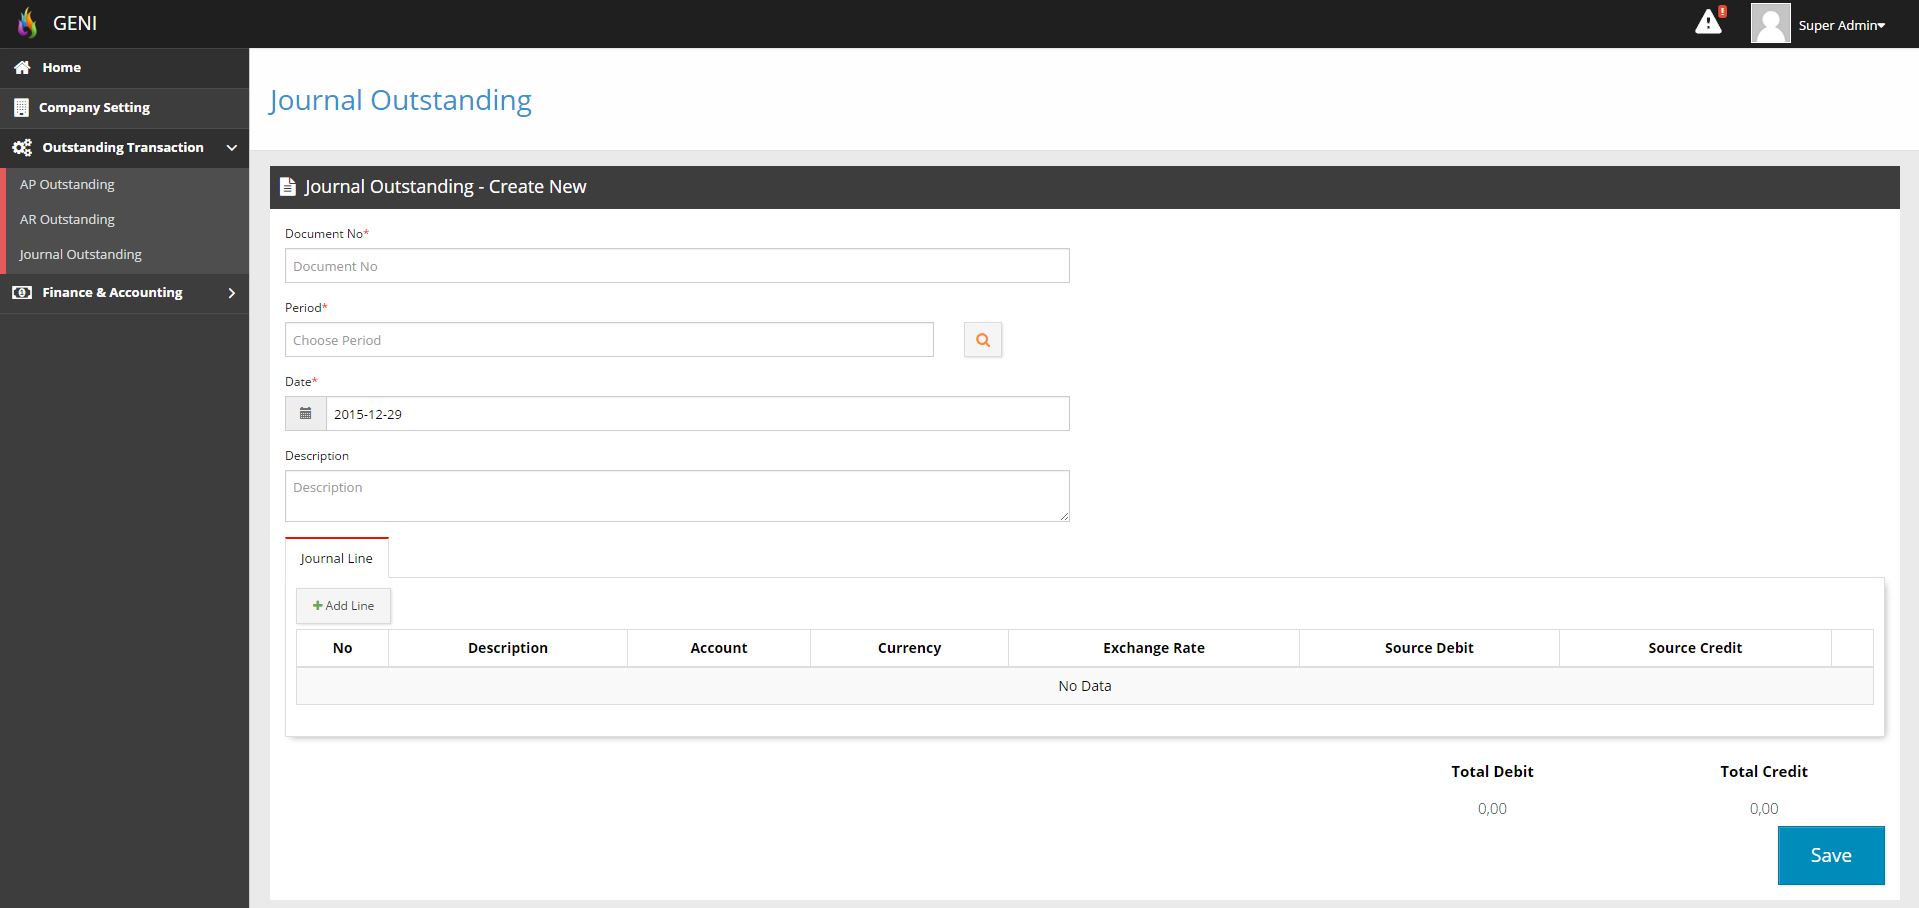 GENI
!
Super Admin
Home
Company Setting
Outstanding Transaction
AP Outstanding
AR Outstanding
Journal Outstanding
Finance & Accounting
Journal Outstanding
Journal Outstanding - Create New
Document No*
Document No
Period*
Choose Period
Date*
2015-12-29
Description
Description
Journal Line
Add Line
No Description Account Currency Exchange Rate Source Debit Source Credit
No Data
Total Debit Total Credit
0,00 0,00
Save